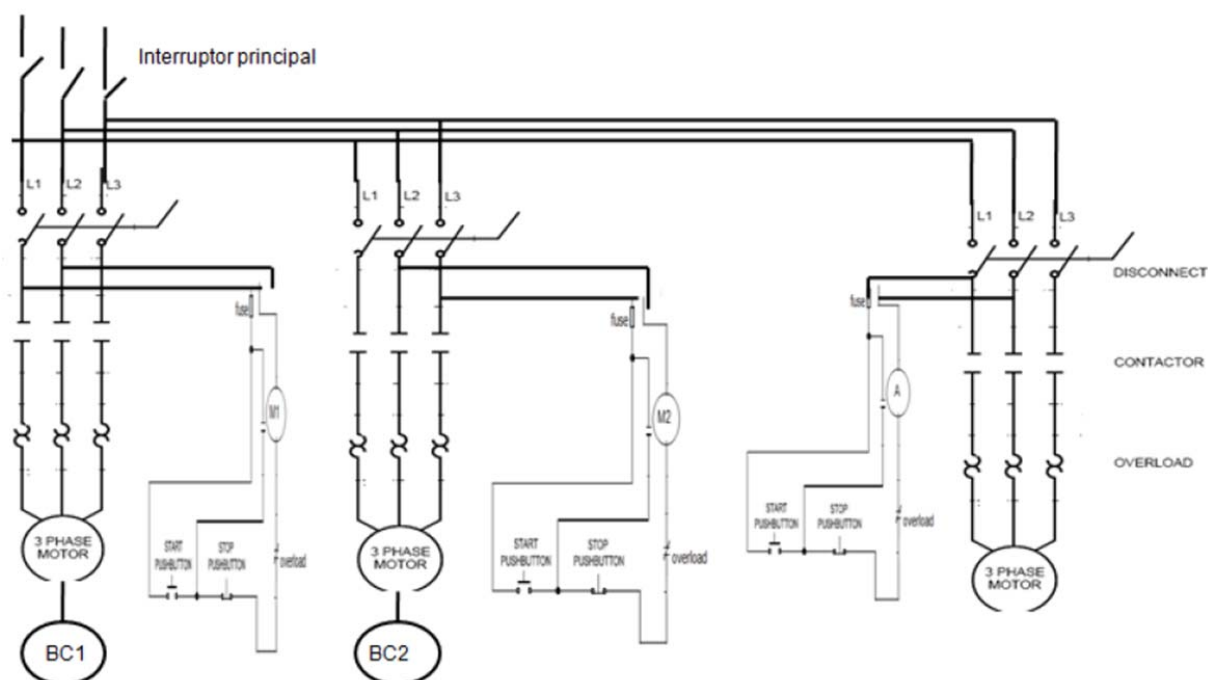 Interruptor principal
L1 L2 L3
L1 L2 L3
L1 L2 L3
DISCONNECT
fuse
fuse
fuse
CONTACTOR
M1
M2
A
OVERLOAD
3 PHASE
MOTOR
START
PUSHBUTTON
STOP
PUSHBUTTON
overload
BC1
3 PHASE
MOTOR
START
PUSHBUTTON
STOP
PUSHBUTTON
overload
BC2
START
PUSHBUTTON
STOP
PUSHBUTTON
overload
3 PHASE
MOTOR